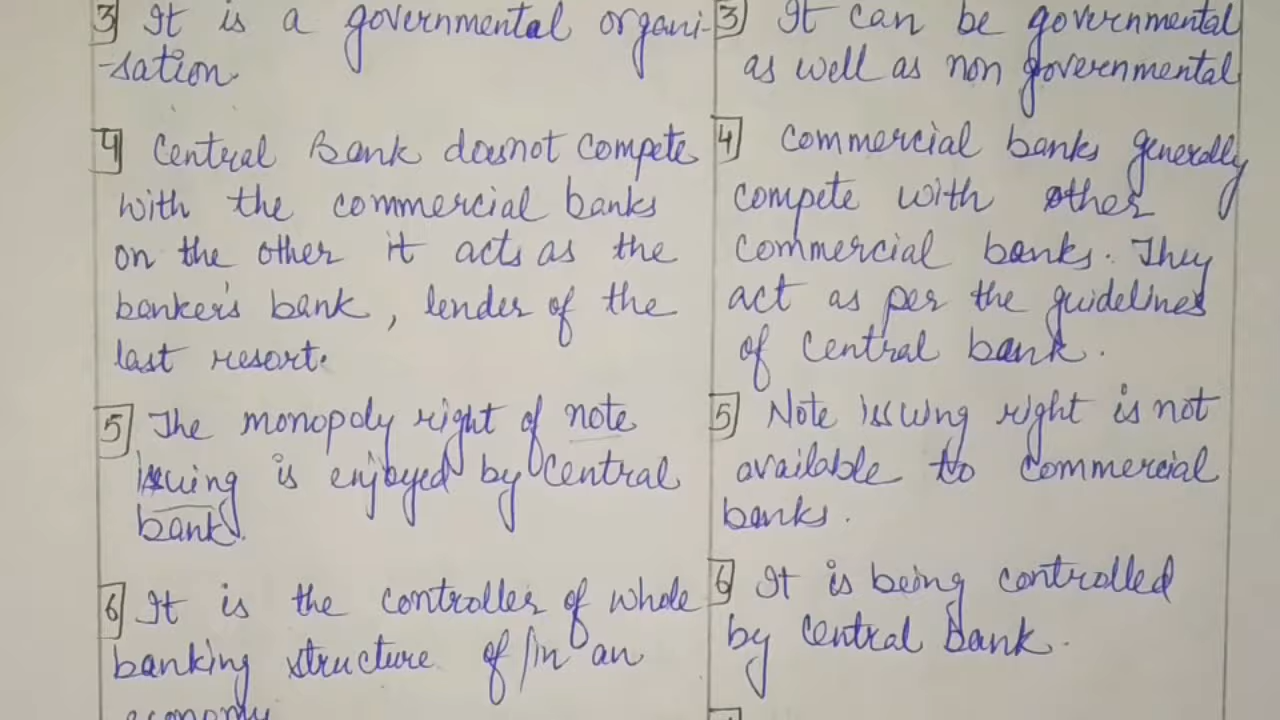 3 It is a governmental organi-
-sation.
4 Central Bank doesnot compete
with the commercial banks
on the other it acts as the
banker's bank, lender of the
last resort.
5 The monopoly right of note
issuing is enjoyed by Central
bank.
6 It is the controller of whole
banking structure of/in an
economy
3 It can be governmental
as well as non governmental
4 Commercial banks generally
compete with other
commercial banks. They
act as per the guidelines
of Central bank.
5 Note issuing right is not
available to Commercial
banks.
6 It is being controlled
by Central Bank.